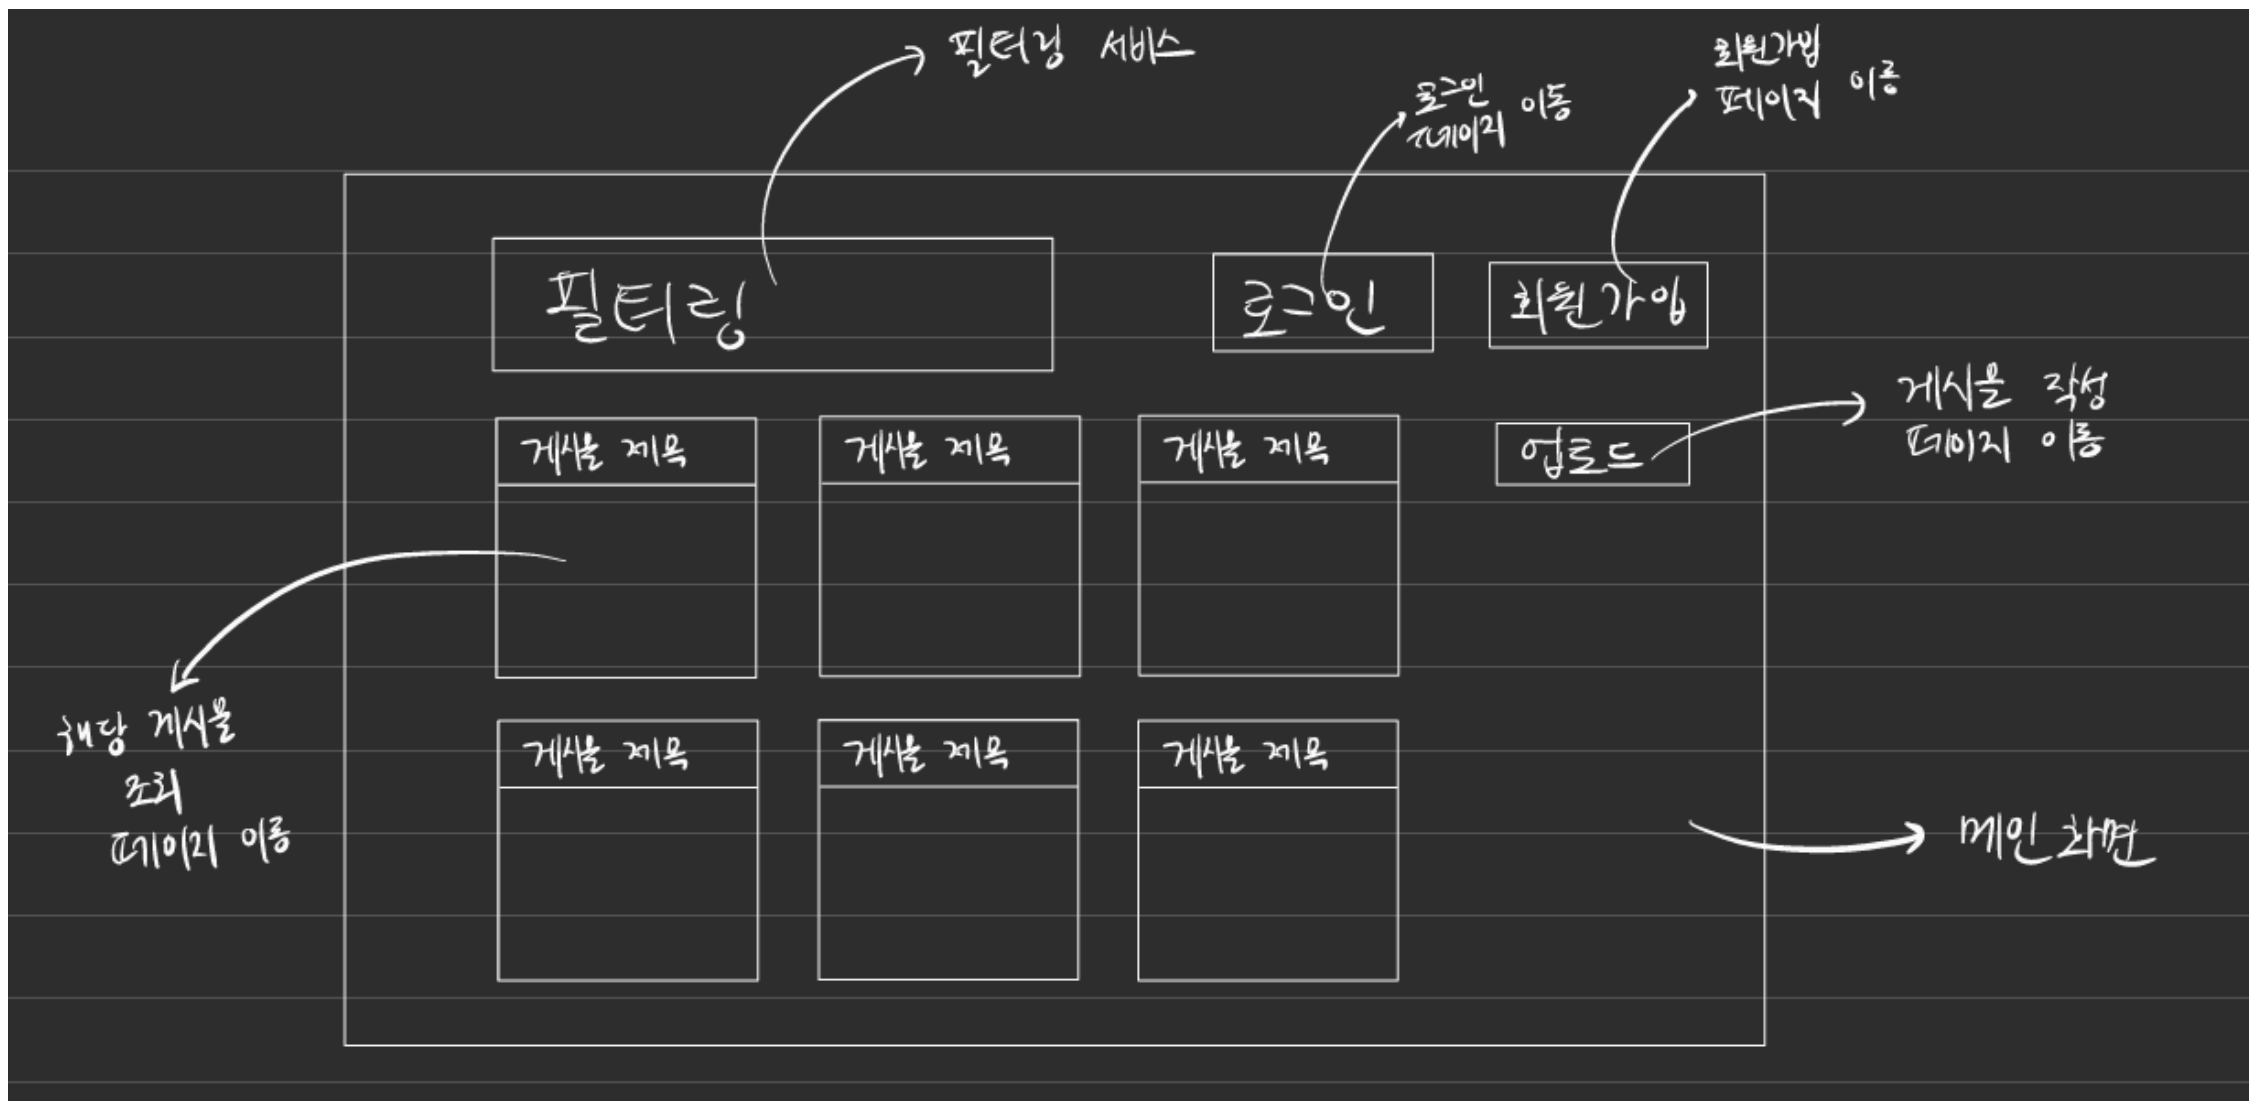 필터링 서비스
로그인
페이지 이동
회원가입
페이지 이동
필터링
로그인
회원가입
게시물 제목
게시물 제목
게시물 제목
업로드
게시물 작성
페이지 이동
해당 게시물
조회
페이지 이동
게시물 제목
게시물 제목
게시물 제목
메인 화면